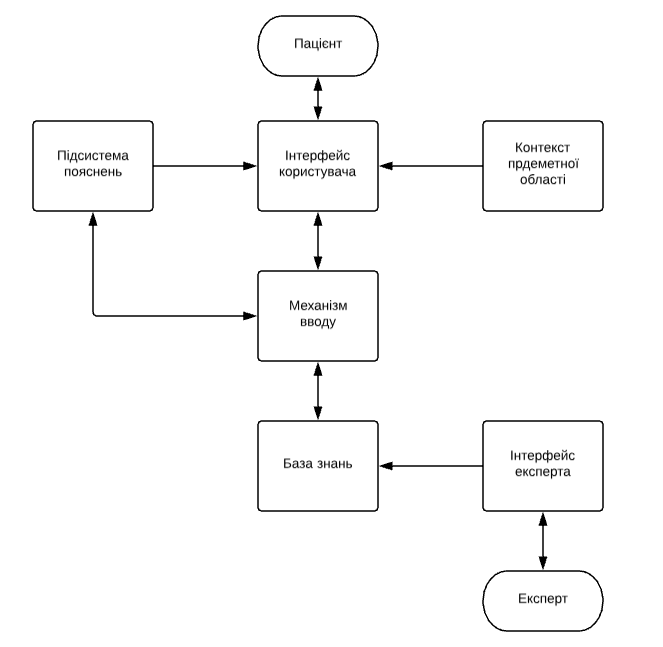 Пацієнт
Підсистема
пояснень
Інтерфейс
користувача
Контекст
прдеметної
області
Механізм
вводу
База знань
Інтерфейс
експерта
Експерт